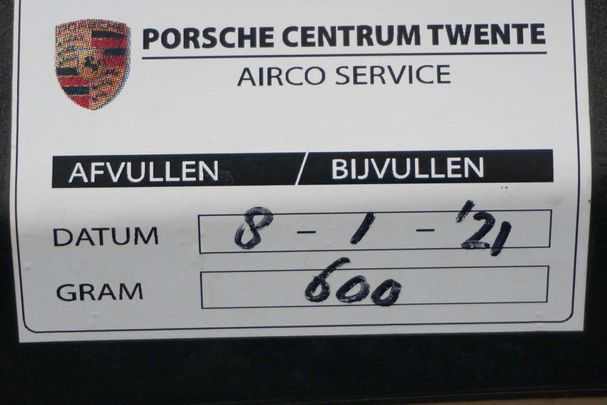 PORSCHE CENTRUM TWENTE
AIRCO SERVICE
AFVULLEN / BIJVULLEN
DATUM 8 - 1 - '21
GRAM 600